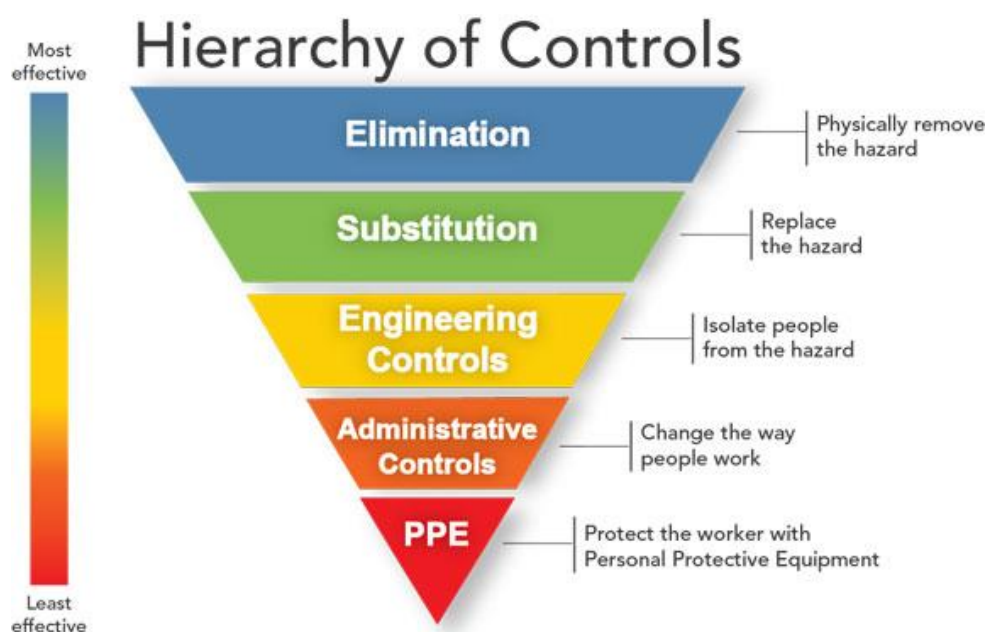 Hierarchy of Controls
Most
effective
Elimination
Physically remove
the hazard
Substitution
Replace
the hazard
Engineering
Controls
Isolate people
from the hazard
Administrative
Controls
Change the way
people work
PPE
Protect the worker with
Personal Protective Equipment
Least
effective